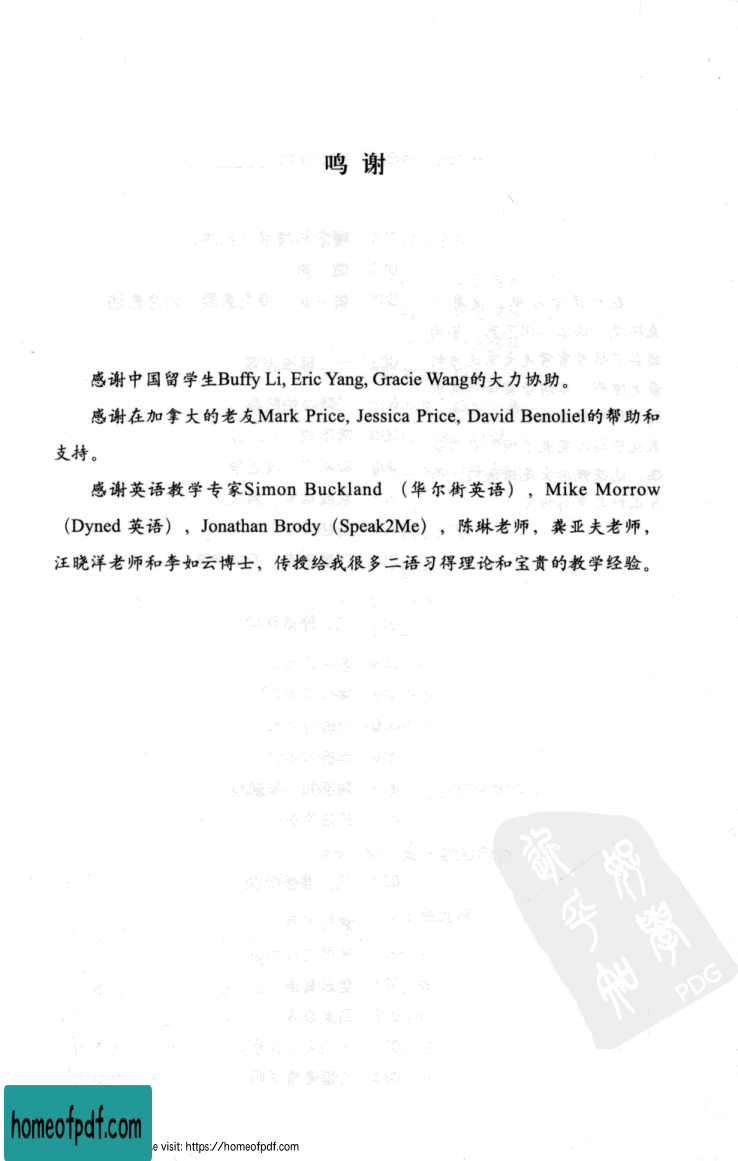 鸣谢
感谢中国留学生Buffy Li, Eric Yang, Gracie Wang的大力协助。
感谢在加拿大的老友Mark Price, Jessica Price, David Benoliel的帮助和
支持。
感谢英语教学专家Simon Buckland （华尔街英语）, Mike Morrow
（Dyned 英语）, Jonathan Brody（Speak2Me）, 陈琳老师, 龚亚夫老师,
汪晓洋老师和李如云博士, 传授给我很多二语习得理论和宝贵的教学经验。
PDG
homeofpdf.com
e visit: https://homeofpdf.com